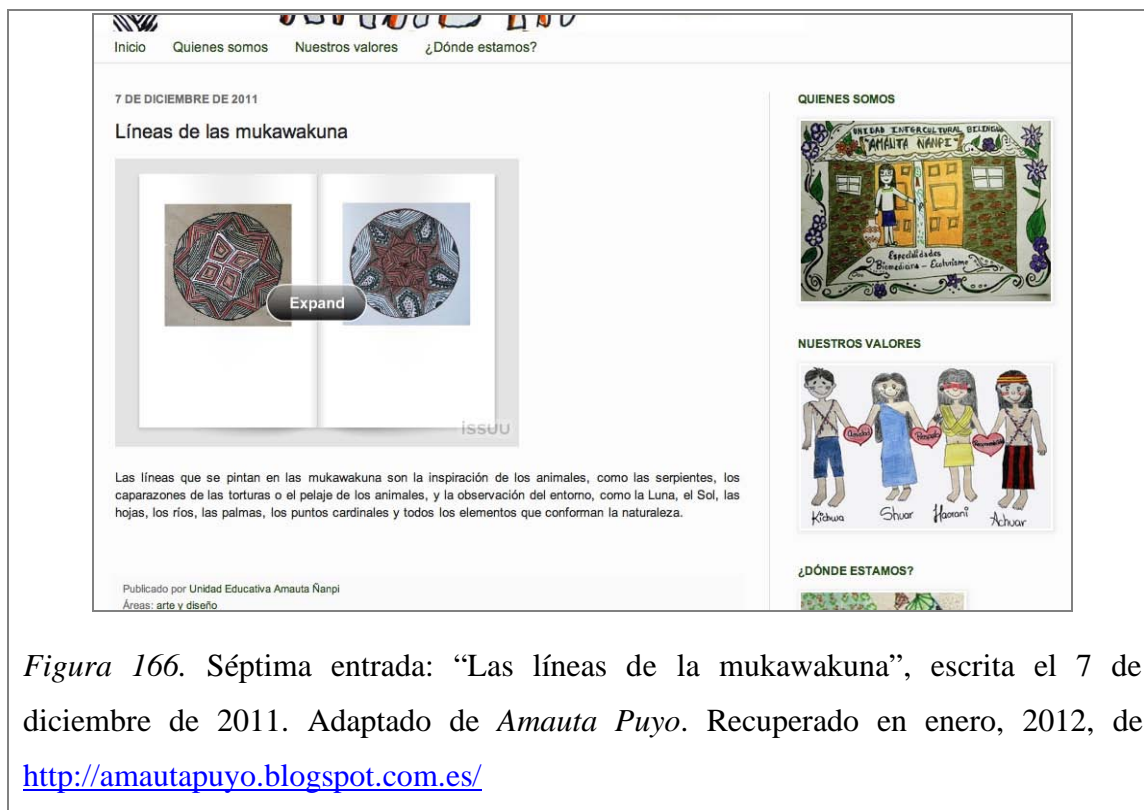 Inicio Quienes somos Nuestros valores ¿Dónde estamos?
7 DE DICIEMBRE DE 2011
Líneas de las mukawakuna
Expand
issuu
Las líneas que se pintan en las mukawakuna son la inspiración de los animales, como las serpientes, los
caparazones de las torturas o el pelaje de los animales, y la observación del entorno, como la Luna, el Sol, las
hojas, los ríos, las palmas, los puntos cardinales y todos los elementos que conforman la naturaleza.
Publicado por Unidad Educativa Amauta Ñanpi
Áreas: arte y diseño
QUIENES SOMOS
UNIDAD INTERCULTURAL BILINGUE
"AMAUTA ÑANPI"
Especialidades
Biomedicina - Ecoturismo
NUESTROS VALORES
Amistad Respeto Responsabilidad
Kichwa Shuar Haorani Achuar
¿DÓNDE ESTAMOS?
Figura 166. Séptima entrada: “Las líneas de la mukawakuna”, escrita el 7 de
diciembre de 2011. Adaptado de Amauta Puyo. Recuperado en enero, 2012, de
http://amautapuyo.blogspot.com.es/